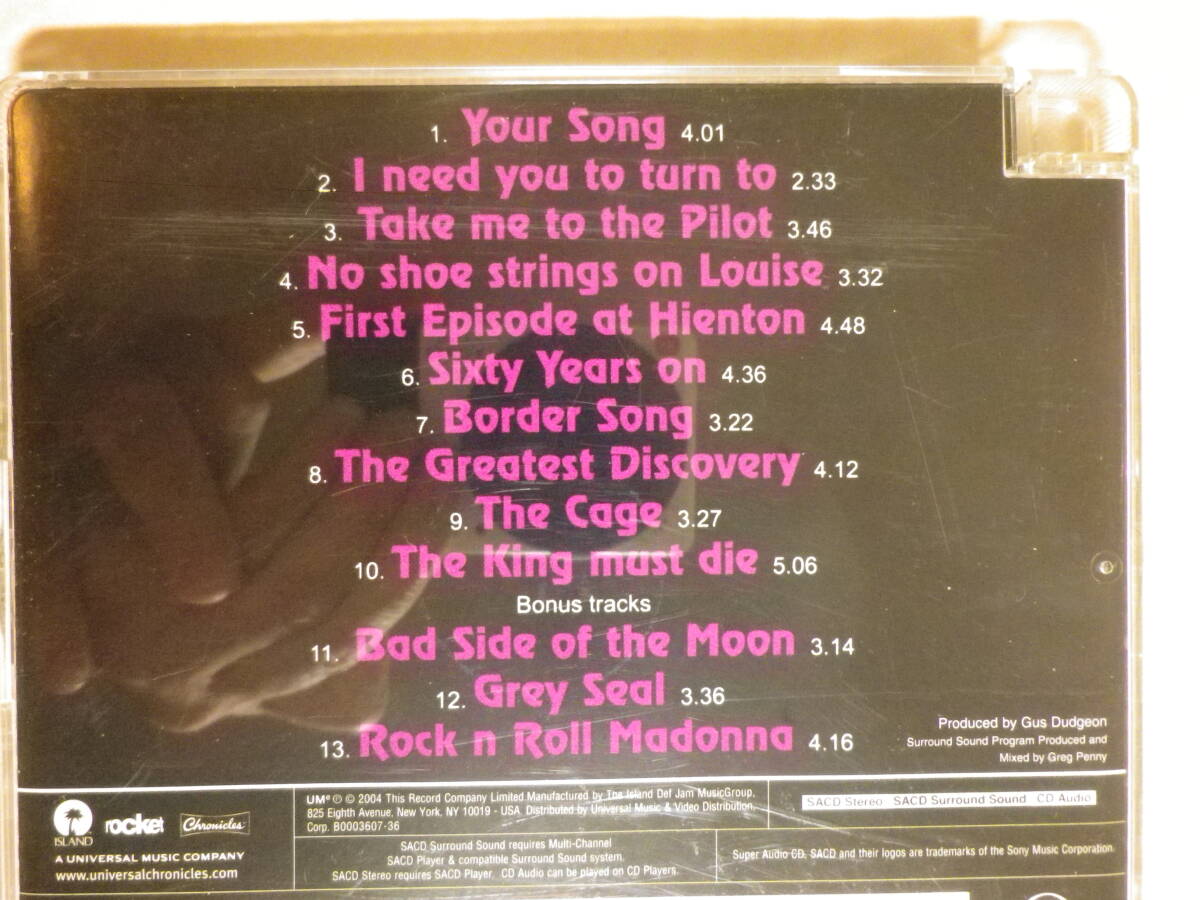 1. Your Song 4.01
2. I need you to turn to 2.33
3. Take me to the Pilot 3.46
4. No shoe strings on Louise 3.32
5. First Episode at Hienton 4.48
6. Sixty Years on 4.36
7. Border Song 3.22
8. The Greatest Discovery 4.12
9. The Cage 3.27
10. The King must die 5.06
Bonus tracks
11. Bad Side of the Moon 3.14
12. Grey Seal 3.36
13. Rock n Roll Madonna 4.16
Produced by Gus Dudgeon
Surround Sound Program Produced and
Mixed by Greg Penny
ISLAND
rocket
Chronicles
A UNIVERSAL MUSIC COMPANY
www.universalchronicles.com
UMe ℗ © 2004 This Record Company Limited Manufactured by The Island Def Jam MusicGroup,
825 Eighth Avenue. New York, NY 10019 - USA. Distributed by Universal Music & Video Distribution,
Corp. B0003607-36
SACD Stereo SACD Surround Sound CD Audio
SACD Surround Sound requires Multi-Channel
SACD Player & compatible Surround Sound system.
SACD Stereo requires SACD Player. CD Audio can be played on CD Players.
Super Audio CD, SACD and their logos are trademarks of the Sony Music Corporation.